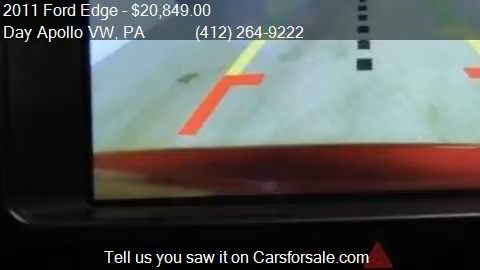 2011 Ford Edge - $20,849.00
Day Apollo VW, PA (412) 264-9222
Tell us you saw it on Carsforsale.com